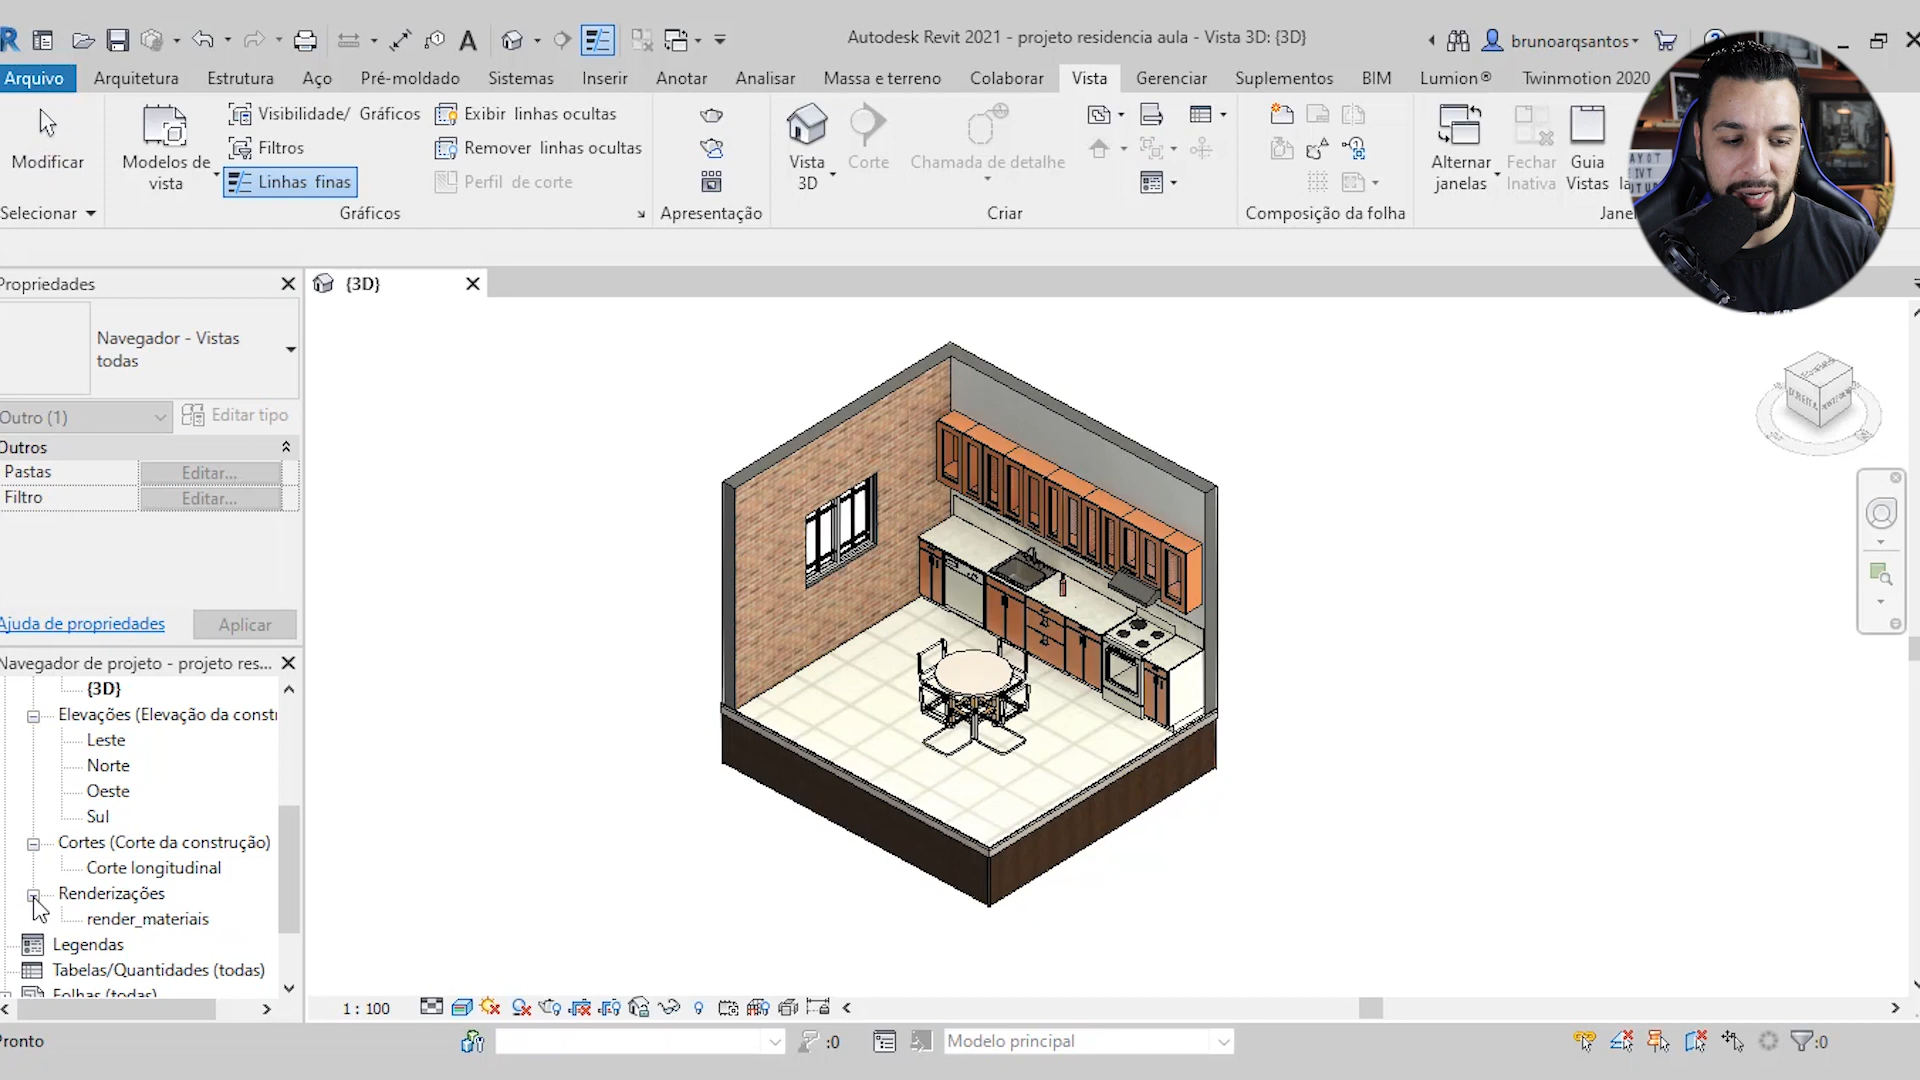 Autodesk Revit 2021 - projeto residencia aula - Vista 3D: {3D}
brunoarqsantos
Arquivo Arquitetura Estrutura Aço Pré-moldado Sistemas Inserir Anotar Analisar Massa e terreno Colaborar Vista Gerenciar Suplementos BIM Lumion® Twinmotion 2020
Modificar
Selecionar
Modelos de vista
Visibilidade/ Gráficos
Filtros
Linhas finas
Exibir linhas ocultas
Remover linhas ocultas
Perfil de corte
Gráficos
Apresentação
Vista 3D
Corte
Chamada de detalhe
Criar
Composição da folha
Alternar janelas
Fechar Inativa
Guia Vistas
Propriedades
{3D}
Navegador - Vistas
todas
Outro (1)
Editar tipo
Outros
Pastas Editar...
Filtro Editar...
Ajuda de propriedades
Aplicar
Navegador de projeto - projeto res...
{3D}
Elevações (Elevação da constr
Leste
Norte
Oeste
Sul
Cortes (Corte da construção)
Corte longitudinal
Renderizações
render_materiais
Legendas
Tabelas/Quantidades (todas)
Folhas (todas)
1 : 100
Pronto
:0
Modelo principal
:0